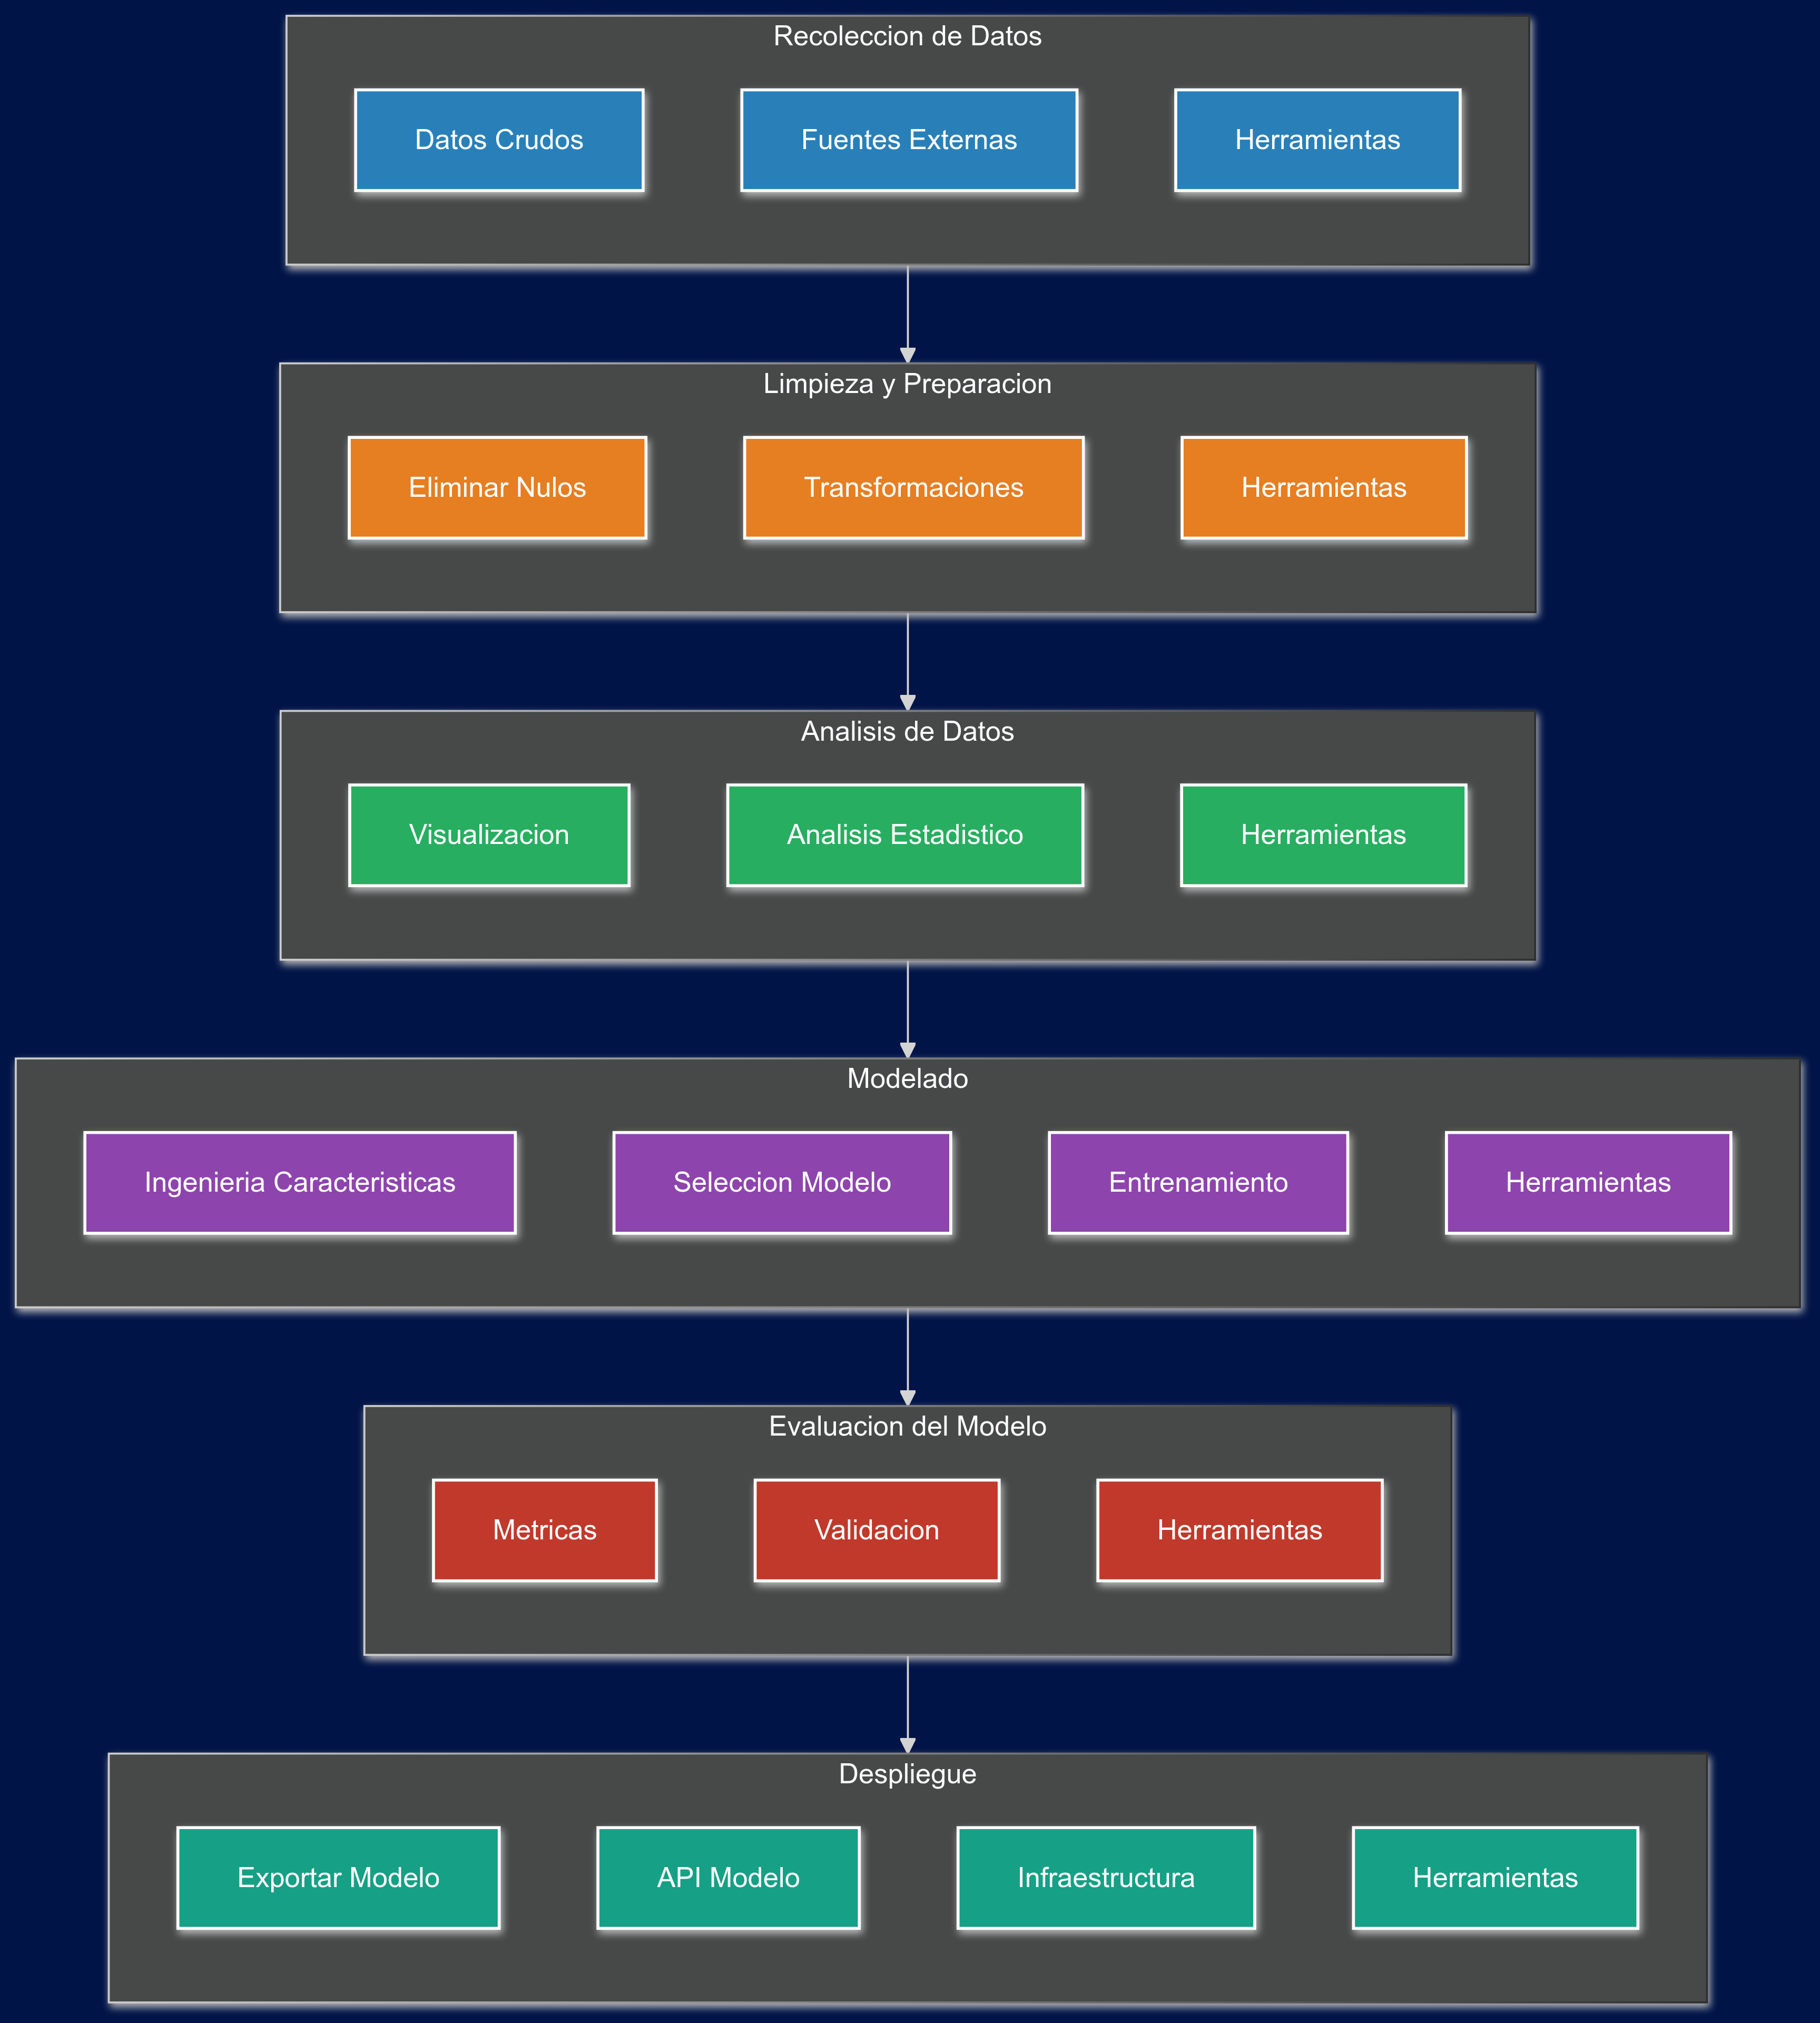 Recoleccion de Datos
Datos Crudos
Fuentes Externas
Herramientas
Limpieza y Preparacion
Eliminar Nulos
Transformaciones
Herramientas
Analisis de Datos
Visualizacion
Analisis Estadistico
Herramientas
Modelado
Ingenieria Caracteristicas
Seleccion Modelo
Entrenamiento
Herramientas
Evaluacion del Modelo
Metricas
Validacion
Herramientas
Despliegue
Exportar Modelo
API Modelo
Infraestructura
Herramientas